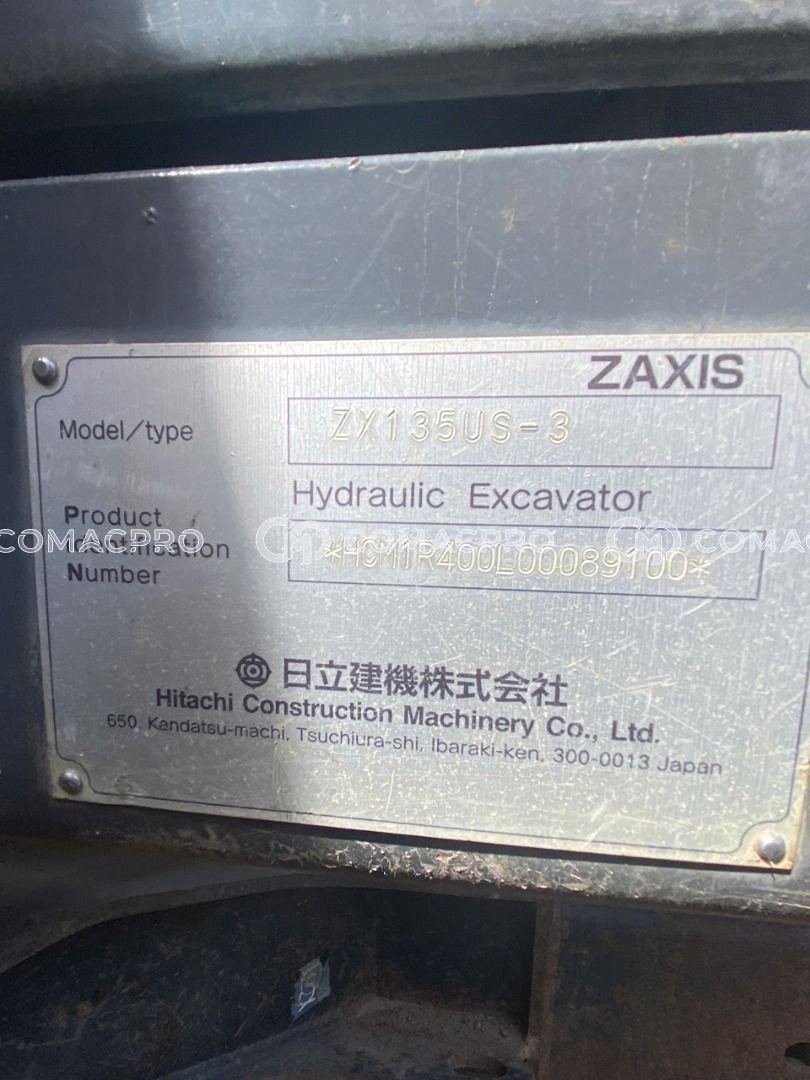 ZAXIS
Model/type ZX135US-3
Hydraulic Excavator
Product
Identification
Number
*HCM1R400L00089100*
COMACPRO COMACPRO
日立建機株式会社
Hitachi Construction Machinery Co., Ltd.
650, Kandatsu-machi, Tsuchiura-shi, Ibaraki-ken, 300-0013 Japan